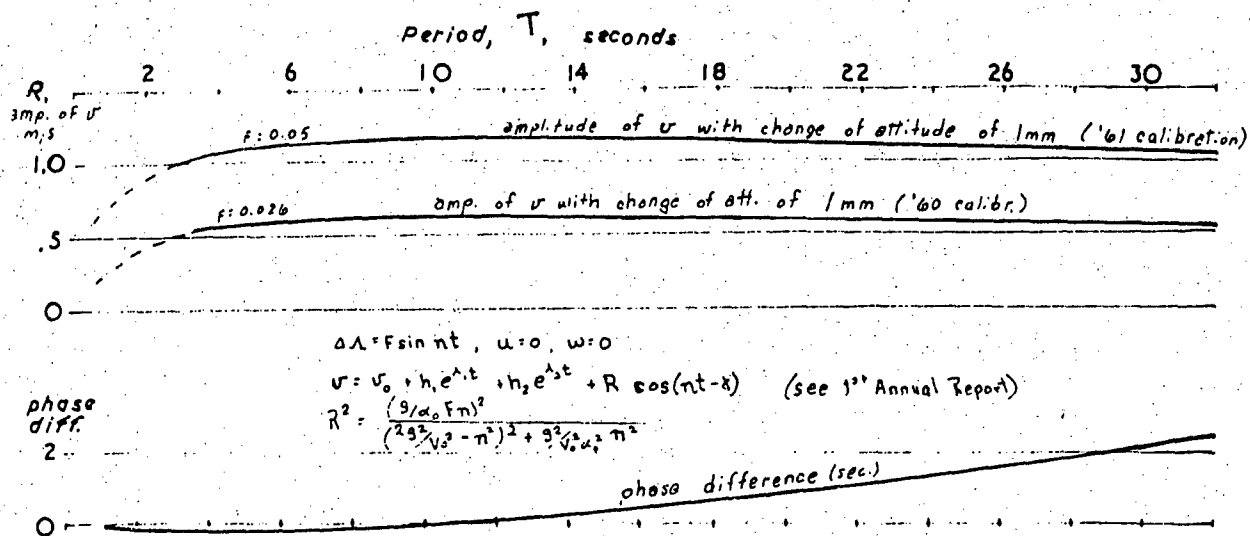 Period, T, seconds
2 6 10 14 18 22 26 30
R,
amp. of v
m/s
F=0.05
amplitude of v with change of attitude of 1mm ('61 calibration)
1.0
F=0.026
amp. of v with change of att. of 1mm ('60 calibr.)
.5
0
ΔΛ = F sin nt, u=0, w=0
v = v₀ + h₁e^λ₁t + h₂e^λ₂t + R cos(nt-γ) (see 1st Annual Report)
R² = (g/α₀ Fn)² / ((2g²/V₀² - n²)² + g²/V₀²α₀² n²)
phase
diff.
2
phase difference (sec.)
0